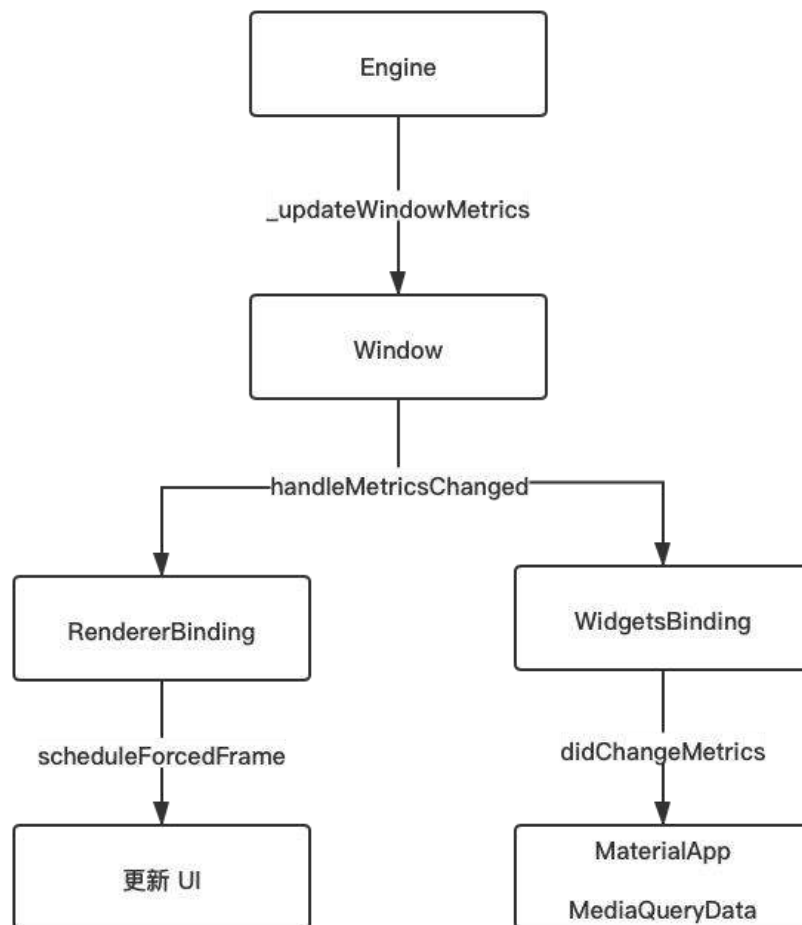 Engine
_updateWindowMetrics
Window
handleMetricsChanged
RendererBinding
WidgetsBinding
scheduleForcedFrame
didChangeMetrics
更新 UI
MaterialApp
MediaQueryData